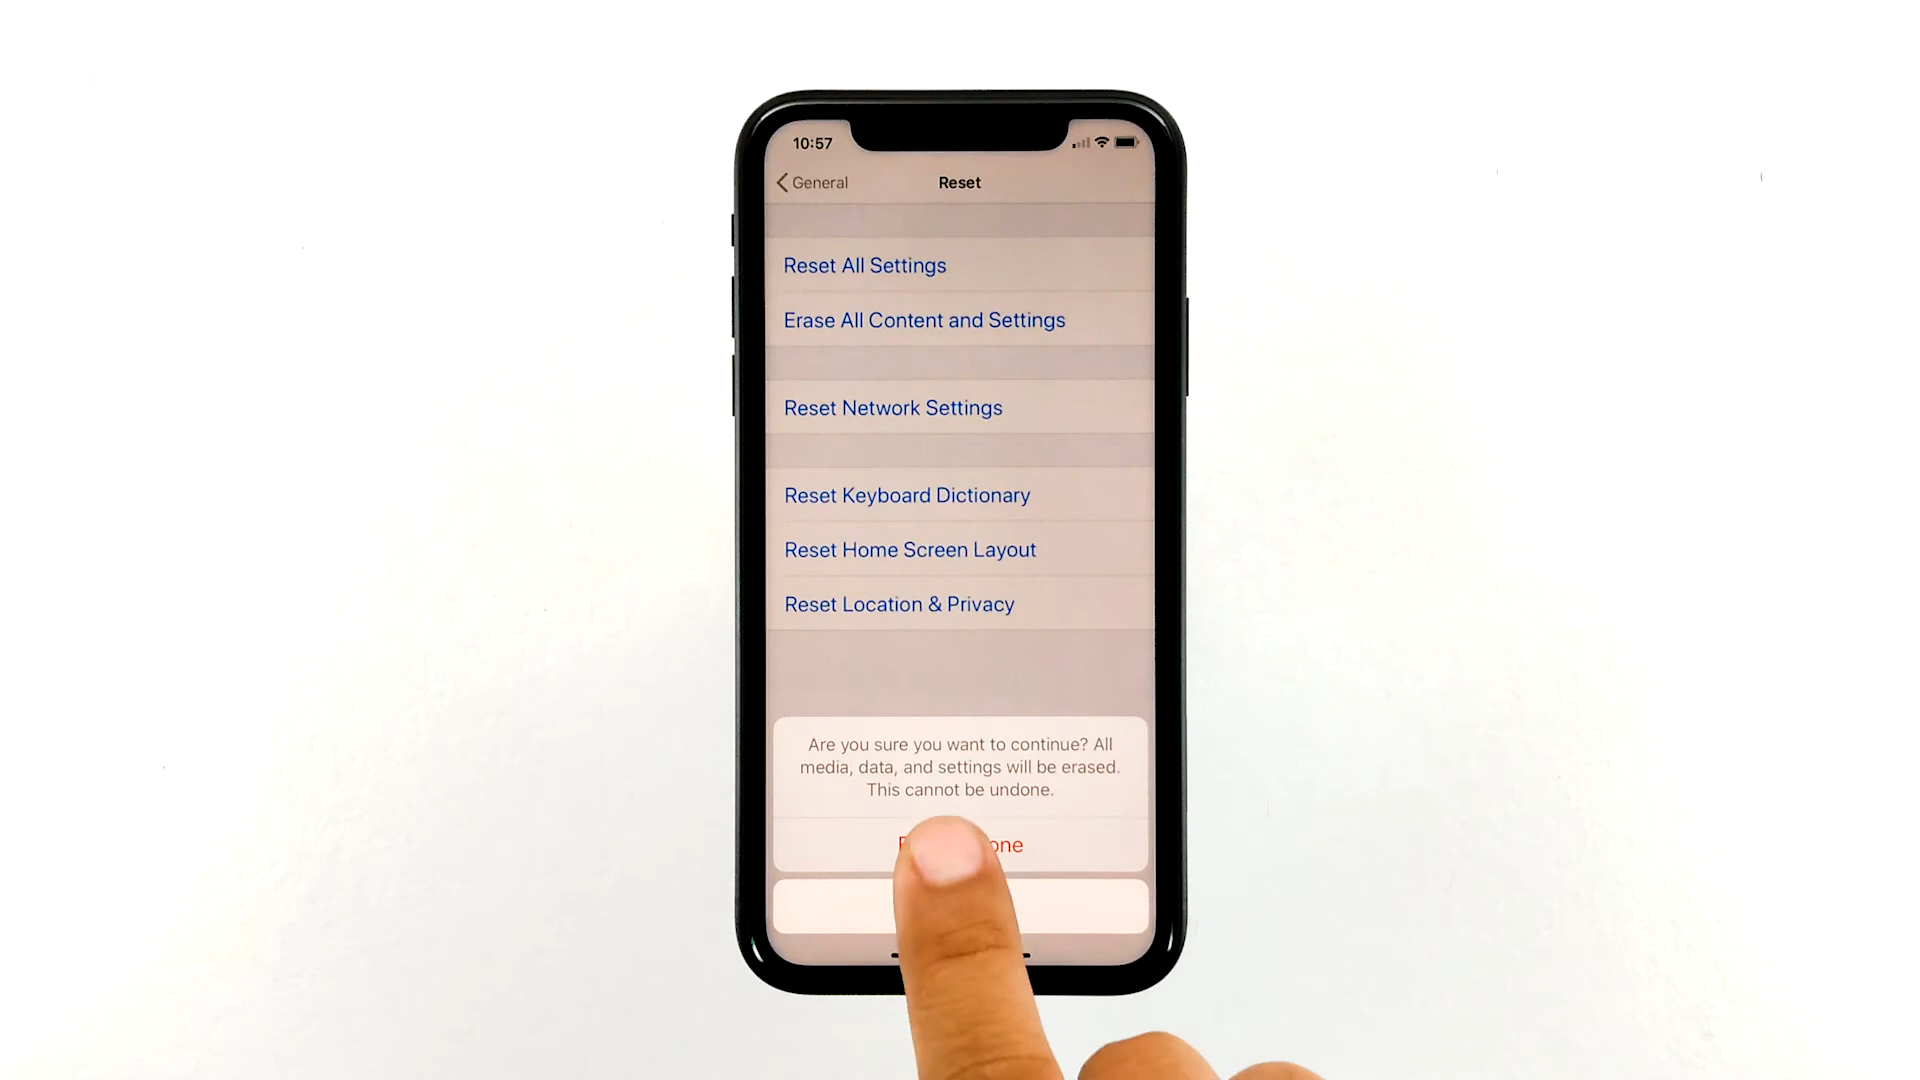 10:57
General
Reset
Reset All Settings
Erase All Content and Settings
Reset Network Settings
Reset Keyboard Dictionary
Reset Home Screen Layout
Reset Location & Privacy
Are you sure you want to continue? All
media, data, and settings will be erased.
This cannot be undone.